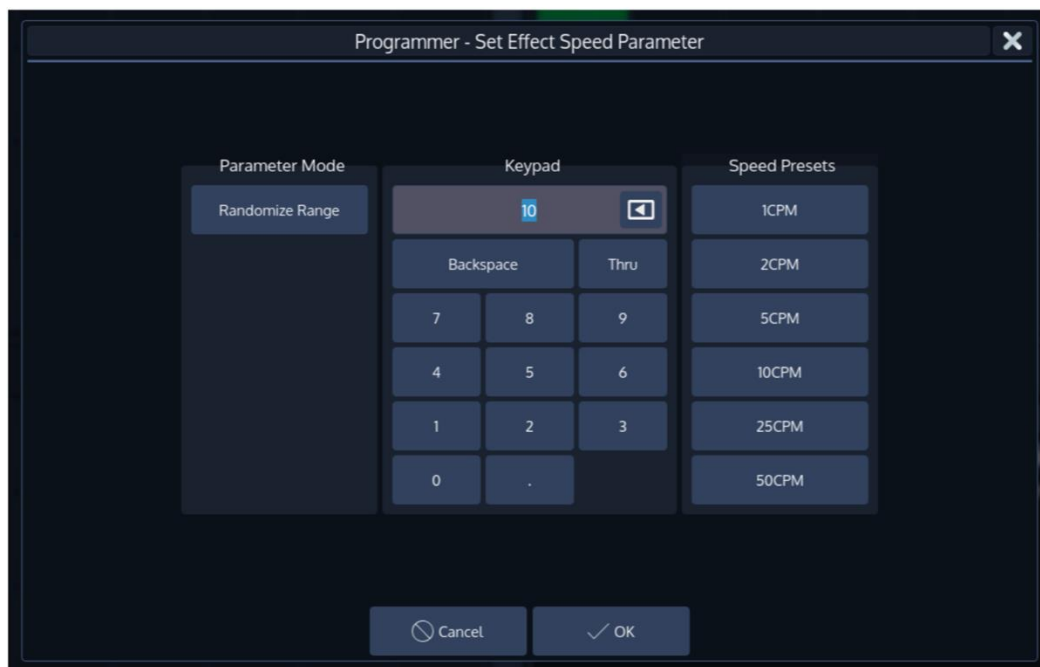 Programmer - Set Effect Speed Parameter
Parameter Mode
Randomize Range
Keypad
10
Backspace Thru
7 8 9
4 5 6
1 2 3
0 .
Speed Presets
1CPM
2CPM
5CPM
10CPM
25CPM
50CPM
Cancel OK